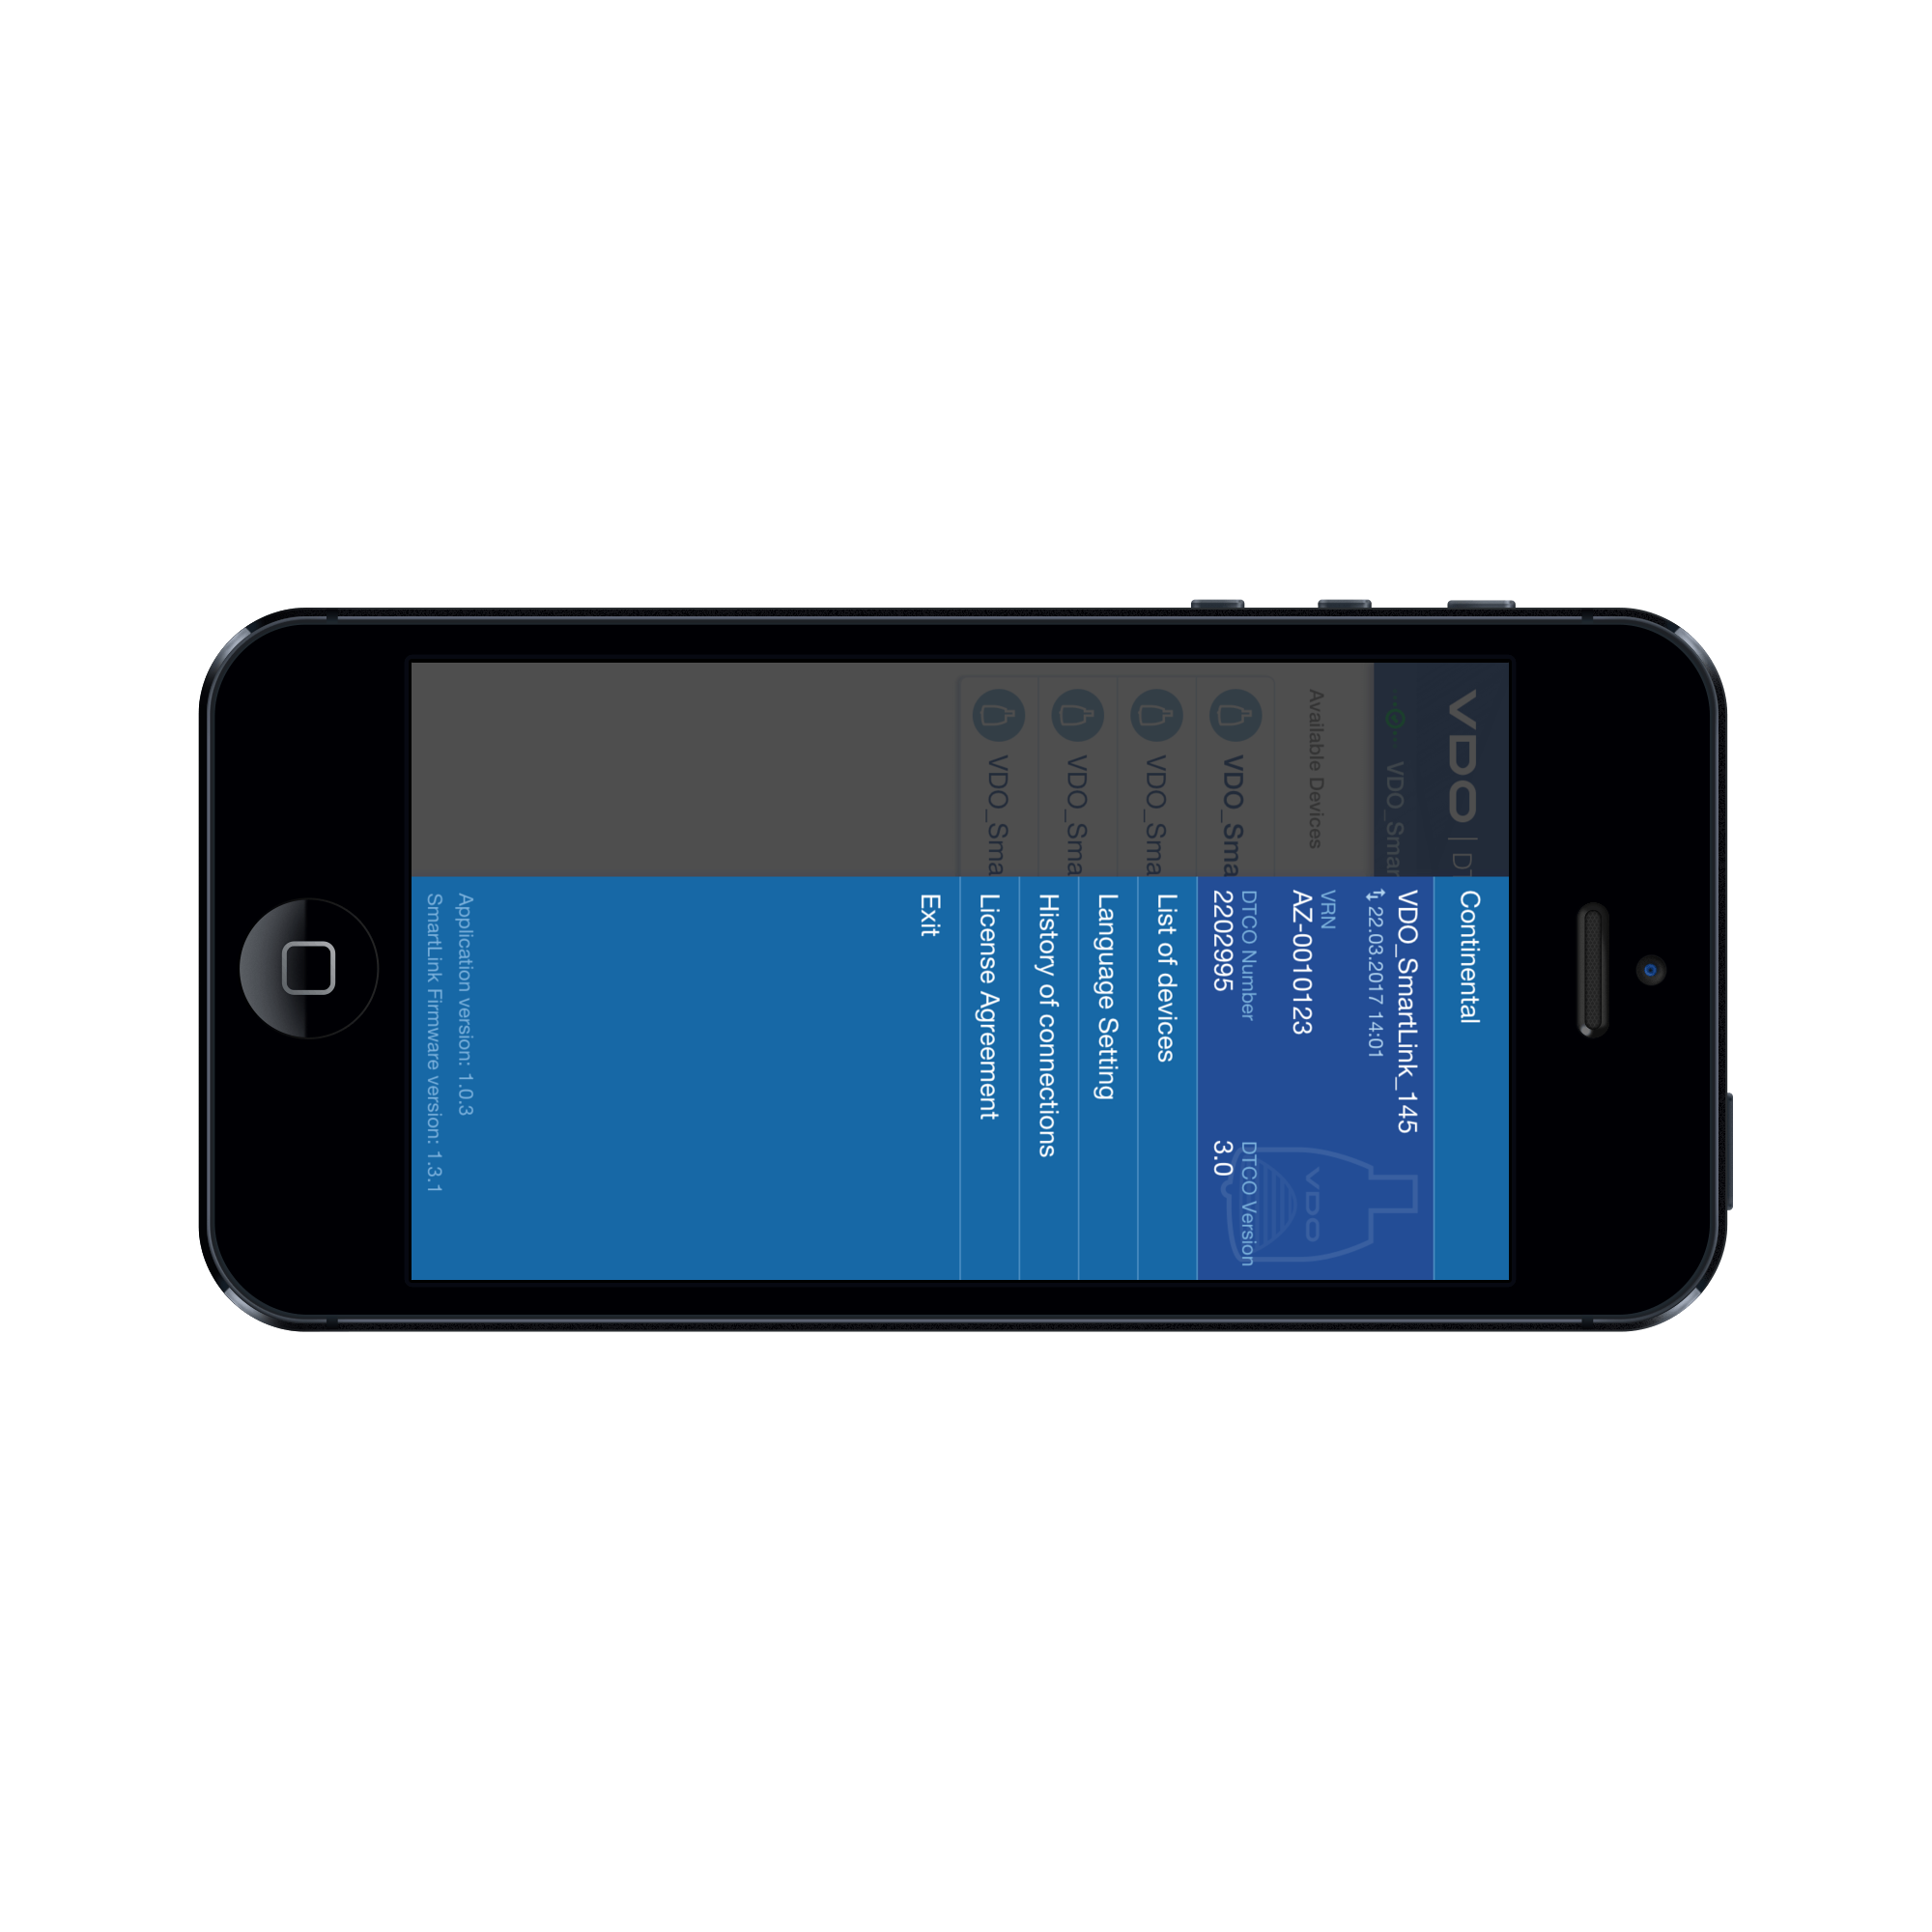 VDO | DT
VDO_Smar
Available Devices
VDO_Sma
VDO_Sma
VDO_Sma
VDO_Sma
Continental
VDO_SmartLink_145
22.03.2017 14:01
VRN
AZ-0010123
DTCO Number
2202995
DTCO Version
3.0
VDO
List of devices
Language Setting
History of connections
License Agreement
Exit
Application version: 1.0.3
SmartLink Firmware version: 1.3.1